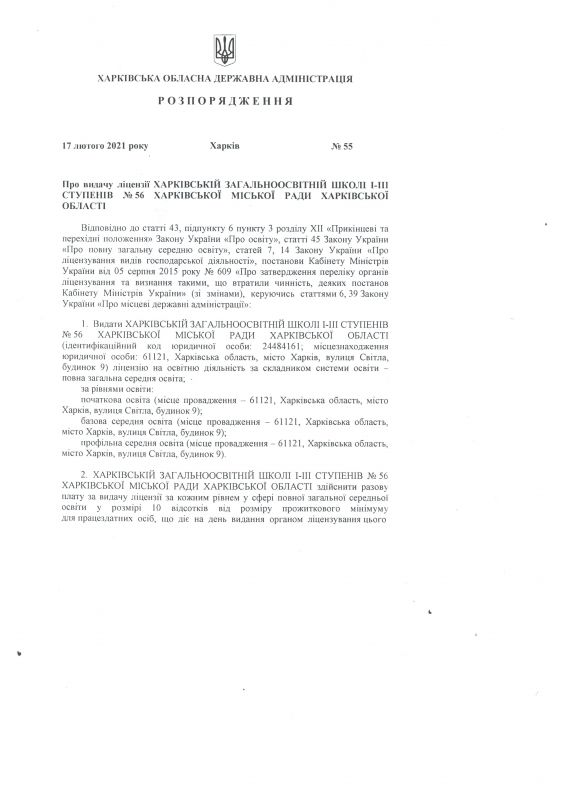 ХАРКІВСЬКА ОБЛАСНА ДЕРЖАВНА АДМІНІСТРАЦІЯ
РОЗПОРЯДЖЕННЯ
17 лютого 2021 року Харків № 55
Про видачу ліцензії ХАРКІВСЬКІЙ ЗАГАЛЬНООСВІТНІЙ ШКОЛІ І-ІІІ
СТУПЕНІВ № 56 ХАРКІВСЬКОЇ МІСЬКОЇ РАДИ ХАРКІВСЬКОЇ
ОБЛАСТІ
Відповідно до статті 43, підпункту 6 пункту 3 розділу XII «Прикінцеві та
перехідні положення» Закону України «Про освіту», статті 45 Закону України
«Про повну загальну середню освіту», статей 7, 14 Закону України «Про
ліцензування видів господарської діяльності», постанови Кабінету Міністрів
України від 05 серпня 2015 року № 609 «Про затвердження переліку органів
ліцензування та визнання такими, що втратили чинність, деяких постанов
Кабінету Міністрів України» (зі змінами), керуючись статтями 6, 39 Закону
України «Про місцеві державні адміністрації»:
1. Видати ХАРКІВСЬКІЙ ЗАГАЛЬНООСВІТНІЙ ШКОЛІ І-ІІІ СТУПЕНІВ
№ 56 ХАРКІВСЬКОЇ МІСЬКОЇ РАДИ ХАРКІВСЬКОЇ ОБЛАСТІ
(ідентифікаційний код юридичної особи: 24484161; місцезнаходження
юридичної особи: 61121, Харківська область, місто Харків, вулиця Світла,
будинок 9) ліцензію на освітню діяльність за складником системи освіти –
повна загальна середня освіта;
за рівнями освіти:
початкова освіта (місце провадження – 61121, Харківська область, місто
Харків, вулиця Світла, будинок 9);
базова середня освіта (місце провадження – 61121, Харківська область,
місто Харків, вулиця Світла, будинок 9);
профільна середня освіта (місце провадження – 61121, Харківська область,
місто Харків, вулиця Світла, будинок 9).
2. ХАРКІВСЬКІЙ ЗАГАЛЬНООСВІТНІЙ ШКОЛІ І-ІІІ СТУПЕНІВ № 56
ХАРКІВСЬКОЇ МІСЬКОЇ РАДИ ХАРКІВСЬКОЇ ОБЛАСТІ здійснити разову
плату за видачу ліцензії за кожним рівнем у сфері повної загальної середньої
освіти у розмірі 10 відсотків від розміру прожиткового мінімуму
для працездатних осіб, що діє на день видання органом ліцензування цього